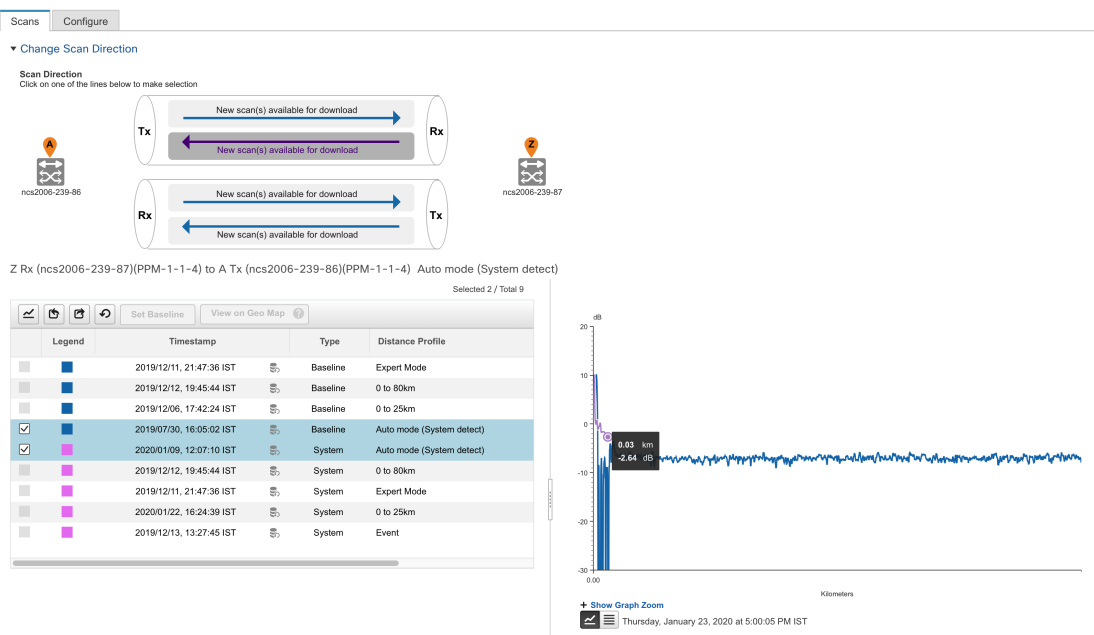 Scans Configure
Change Scan Direction
Scan Direction
Click on one of the lines below to make selection
New scan(s) available for download
Tx Rx
New scan(s) available for download
A Z
ncs2006-239-86 ncs2006-239-87
New scan(s) available for download
Rx Tx
New scan(s) available for download
Z Rx (ncs2006-239-87)(PPM-1-1-4) to A Tx (ncs2006-239-86)(PPM-1-1-4) Auto mode (System detect)
Selected 2 / Total 9
Set Baseline View on Geo Map ?
Legend Timestamp Type Distance Profile
2019/12/11, 21:47:36 IST Baseline Expert Mode
2019/12/12, 19:45:44 IST Baseline 0 to 80km
2019/12/06, 17:42:24 IST Baseline 0 to 25km
2019/07/30, 16:05:02 IST Baseline Auto mode (System detect)
2020/01/09, 12:07:10 IST System Auto mode (System detect)
2019/12/12, 19:45:44 IST System 0 to 80km
2019/12/11, 21:47:36 IST System Expert Mode
2020/01/22, 16:24:39 IST System 0 to 25km
2019/12/13, 13:27:45 IST System Event
dB
20
10
0
0.03 km
-2.64 dB
-10
-20
-30
0.00
Kilometers
+ Show Graph Zoom
Thursday, January 23, 2020 at 5:00:05 PM IST